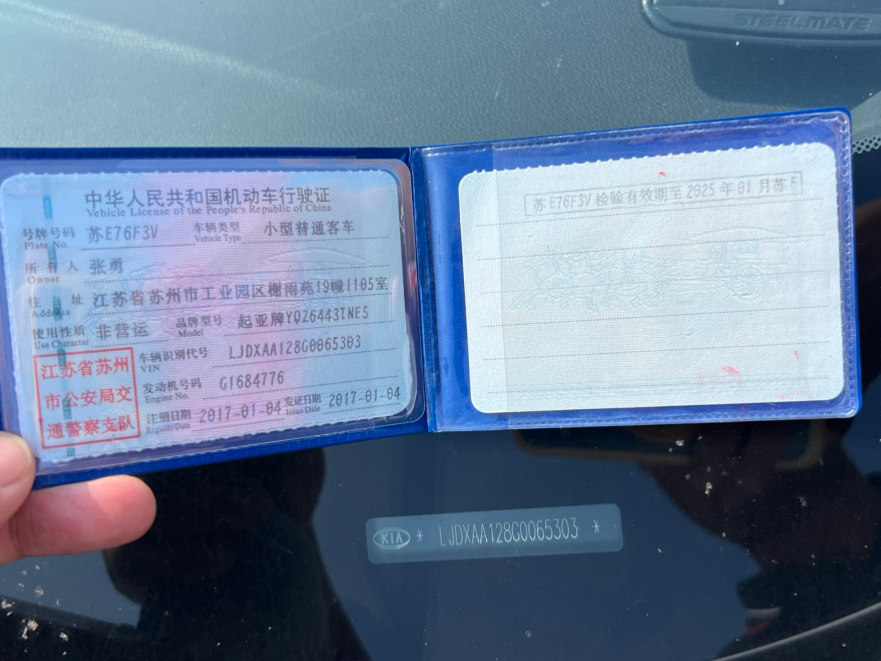 STEELMATE
中华人民共和国机动车行驶证
Vehicle License of the People's Republic of China
号牌号码 苏E76F3V 车辆类型 小型普通客车
Plate No. Vehicle Type
所有人 张勇
Owner
住址 江苏省苏州市工业园区榭雨苑19幢1105室
Address
使用性质 非营运 品牌型号 起亚牌YQZ6443TNE5
Use Character Model
江苏省苏州
市公安局交
通警察支队
车辆识别代号 LJDXAA128G0065303
VIN
发动机号码 G1684776
Engine No.
注册日期 2017-01-04 发证日期 2017-01-04
Register Date Issue Date
苏E76F3V 检验有效期至 2025年01月苏E
KIA * LJDXAA128G0065303 *